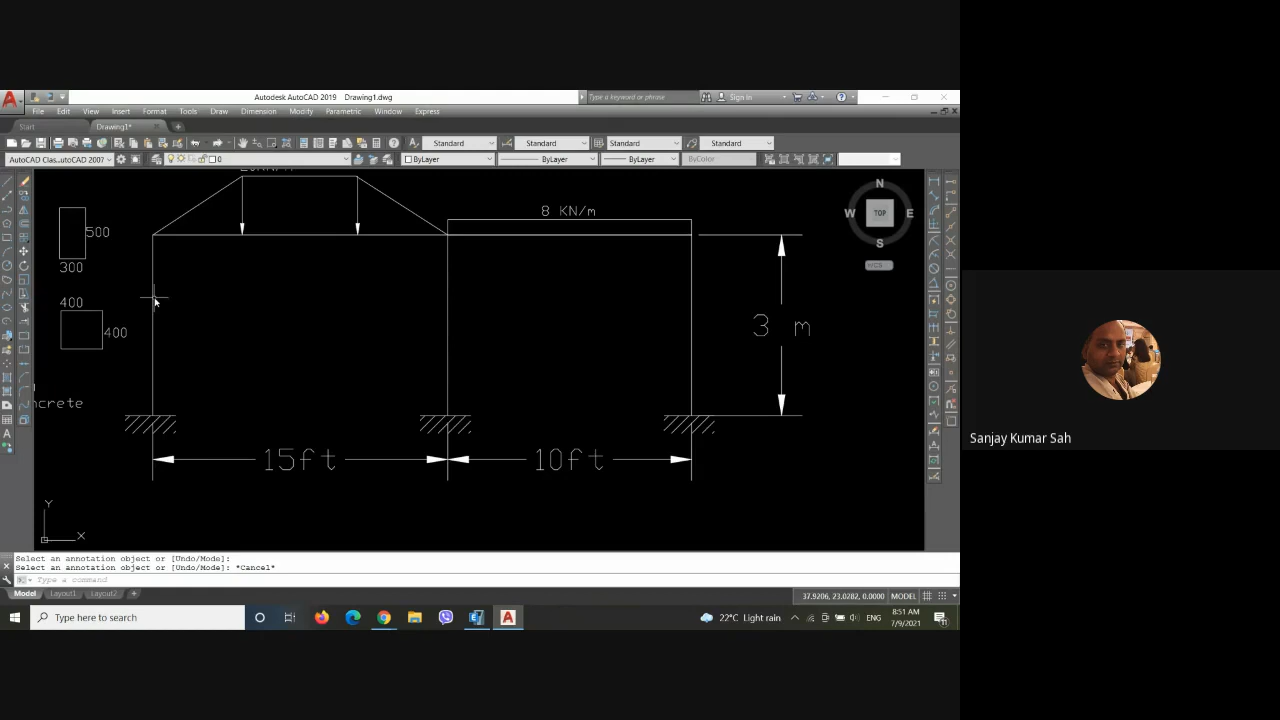 Autodesk AutoCAD 2019 Drawing1.dwg
Type a keyword or phrase
Sign in
File Edit View Insert Format Tools Draw Dimension Modify Parametric Window Express
Start
Drawing1*
Standard
Standard
Standard
Standard
AutoCAD Clas...utoCAD 2007
0
ByLayer
ByLayer
ByLayer
ByColor
8 KN/m
500
300
400
400
ncrete
3 m
15ft
10ft
N
W
TOP
E
S
WCS
Y
X
Select an annotation object or [Undo/Mode]:
Select an annotation object or [Undo/Mode]: *Cancel*
Type a command
Model
Layout1
Layout2
37.9206, 23.0282, 0.0000
MODEL
Type here to search
22°C Light rain
ENG
8:51 AM
7/9/2021
Sanjay Kumar Sah